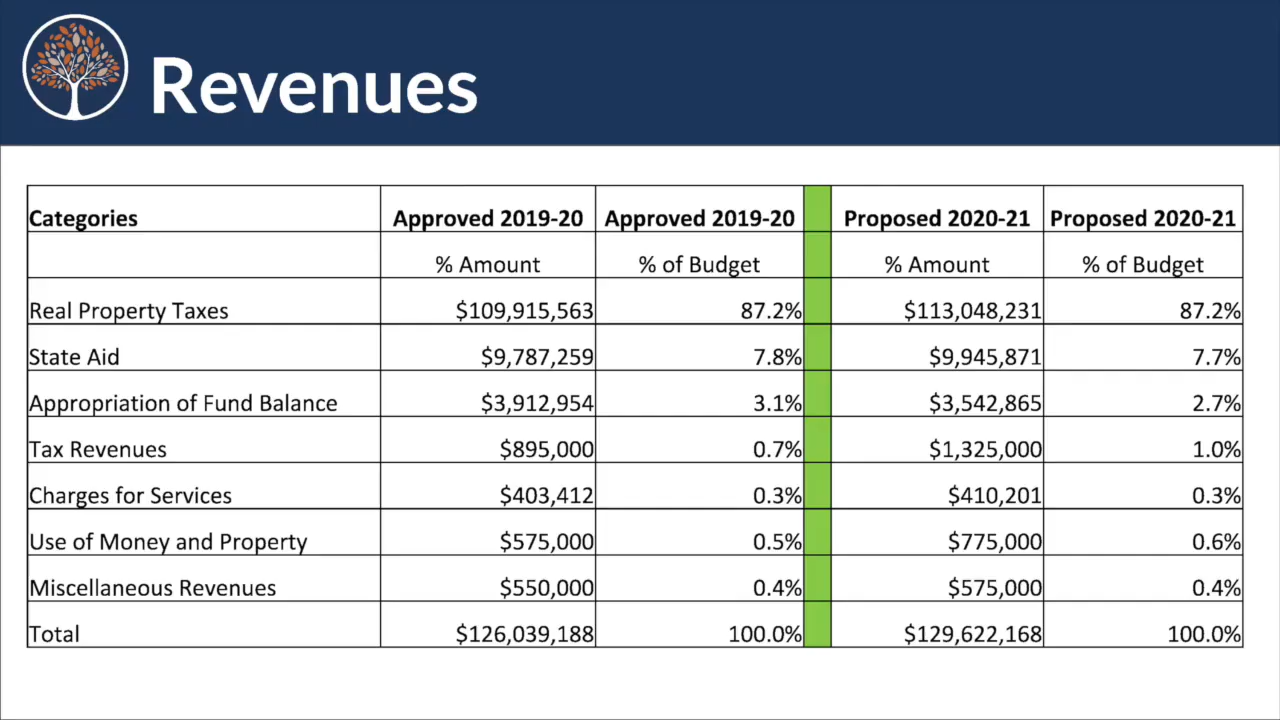 Revenues
Categories Approved 2019-20 Approved 2019-20 Proposed 2020-21 Proposed 2020-21
% Amount % of Budget % Amount % of Budget
Real Property Taxes $109,915,563 87.2% $113,048,231 87.2%
State Aid $9,787,259 7.8% $9,945,871 7.7%
Appropriation of Fund Balance $3,912,954 3.1% $3,542,865 2.7%
Tax Revenues $895,000 0.7% $1,325,000 1.0%
Charges for Services $403,412 0.3% $410,201 0.3%
Use of Money and Property $575,000 0.5% $775,000 0.6%
Miscellaneous Revenues $550,000 0.4% $575,000 0.4%
Total $126,039,188 100.0% $129,622,168 100.0%